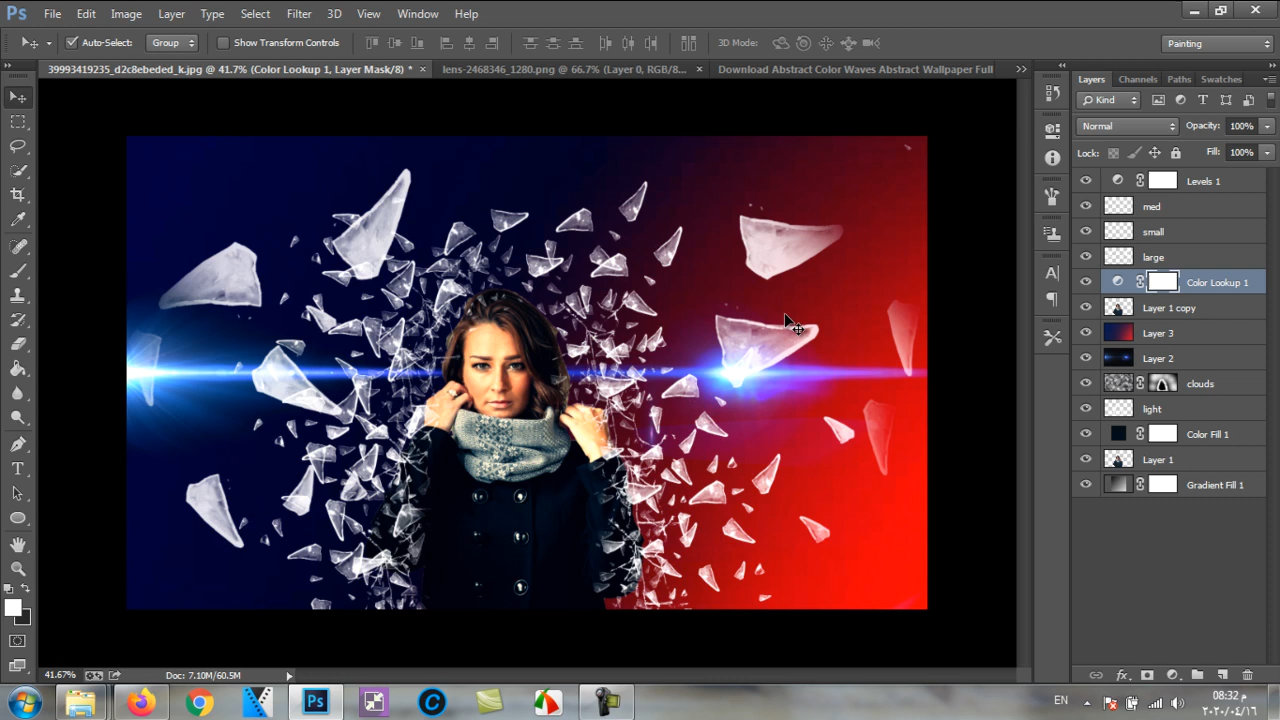 Ps File Edit Image Layer Type Select Filter 3D View Window Help
Auto-Select: Group Show Transform Controls 3D Mode: Painting
39993419235_d2c8ebeded_k.jpg @ 41.7% (Color Lookup 1, Layer Mask/8) * × lens-2468346_1280.png @ 66.7% (Layer 0, RGB/8... × Download Abstract Color Waves Abstract Wallpaper Full >>
Layers Channels Paths Swatches
Kind
Normal Opacity: 100%
Lock: Fill: 100%
Levels 1
med
small
large
Color Lookup 1
Layer 1 copy
Layer 3
Layer 2
clouds
light
Color Fill 1
Layer 1
Gradient Fill 1
41.67% Doc: 7.10M/60.5M
EN
08:32 م
٢٠٢٠/٠٤/١٦